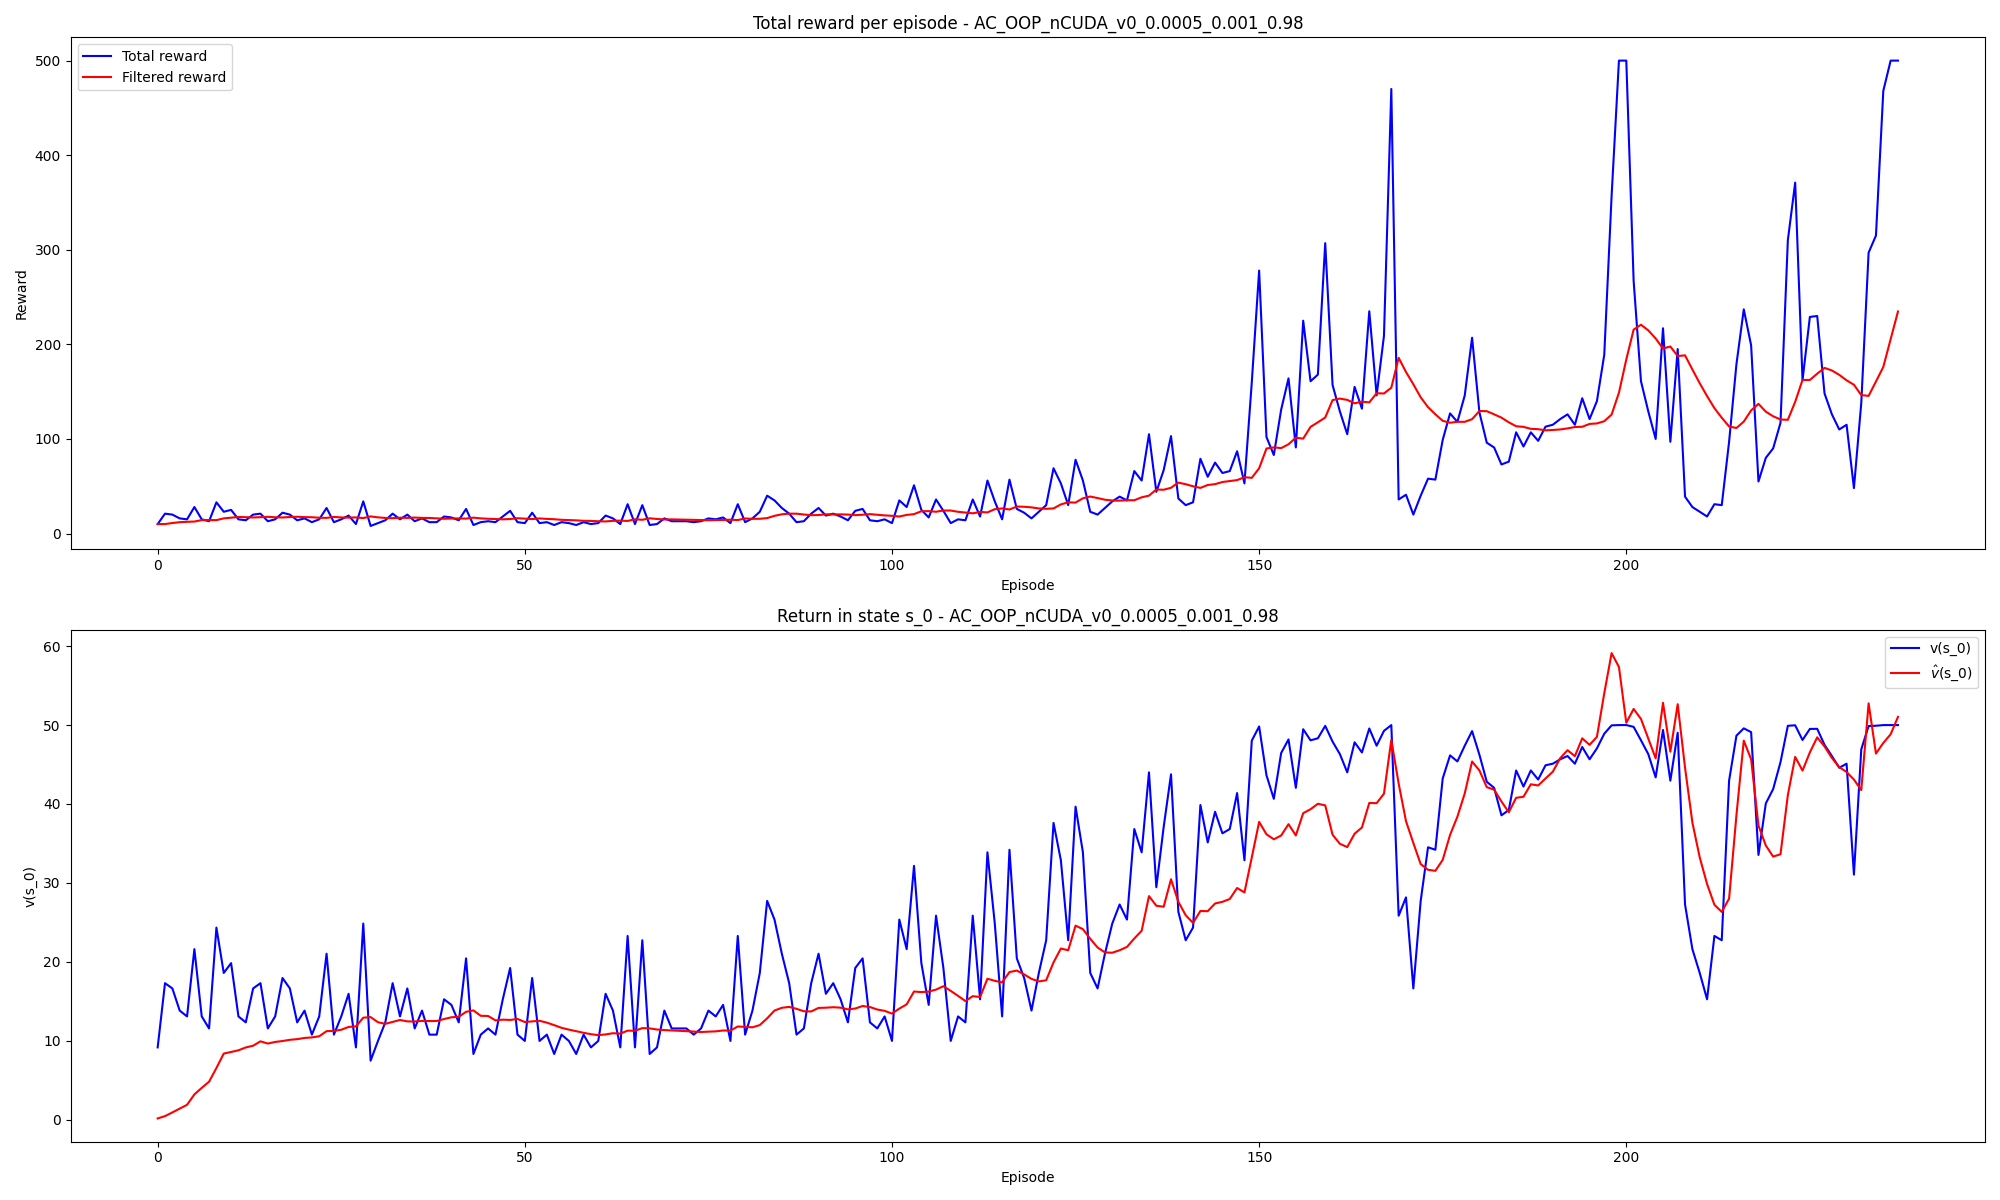 Total reward per episode - AC_OOP_nCUDA_v0_0.0005_0.001_0.98
Total reward
Filtered reward
Reward
500
400
300
200
100
0
0 50 100 150 200
Episode
Return in state s_0 - AC_OOP_nCUDA_v0_0.0005_0.001_0.98
v(s_0)
v̂(s_0)
v(s_0)
60
50
40
30
20
10
0
0 50 100 150 200
Episode